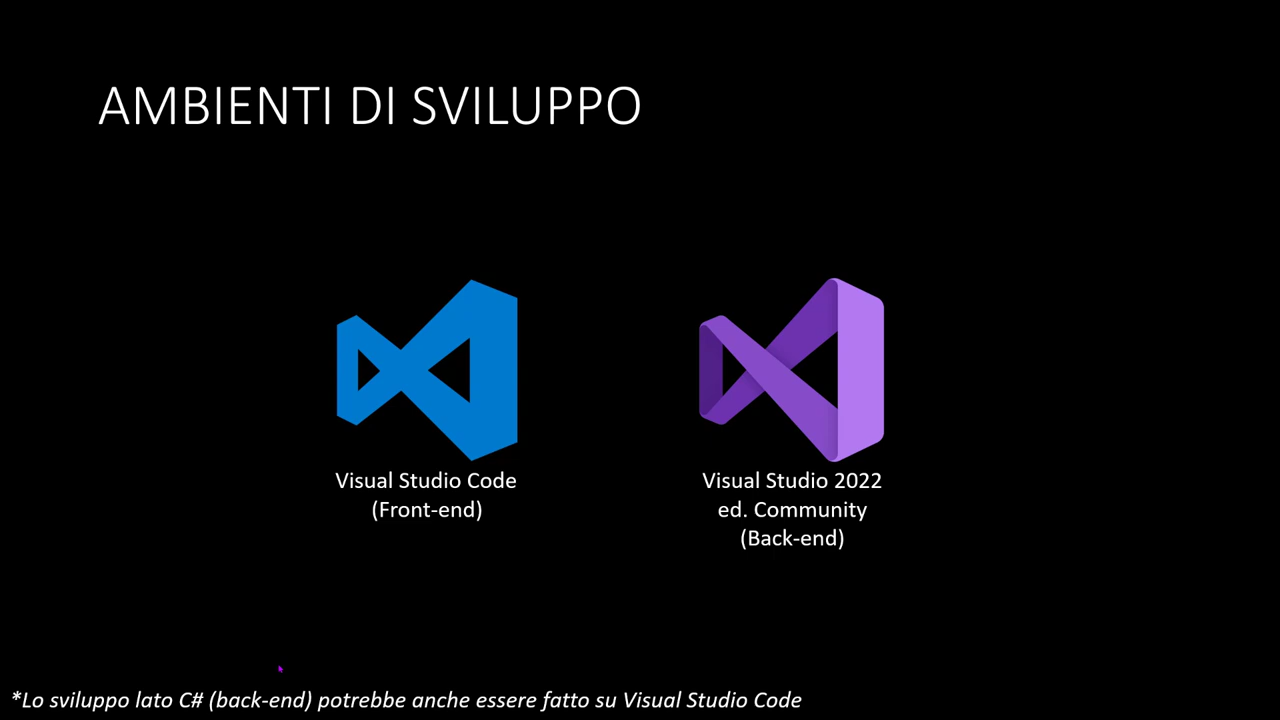 AMBIENTI DI SVILUPPO
Visual Studio Code
(Front-end)
Visual Studio 2022
ed. Community
(Back-end)
*Lo sviluppo lato C# (back-end) potrebbe anche essere fatto su Visual Studio Code